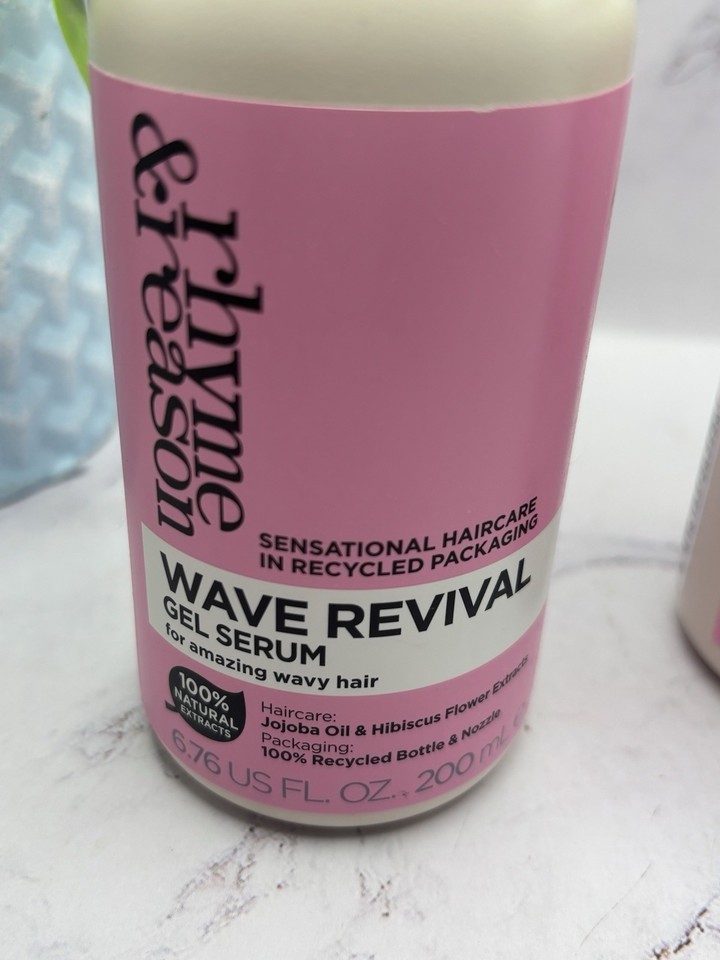 rhyme
& reason
SENSATIONAL HAIRCARE
IN RECYCLED PACKAGING
WAVE REVIVAL
GEL SERUM
for amazing wavy hair
100%
NATURAL
EXTRACTS
Haircare:
Jojoba Oil & Hibiscus Flower Extracts
Packaging:
100% Recycled Bottle & Nozzle
6.76 US FL. OZ. 200 mL